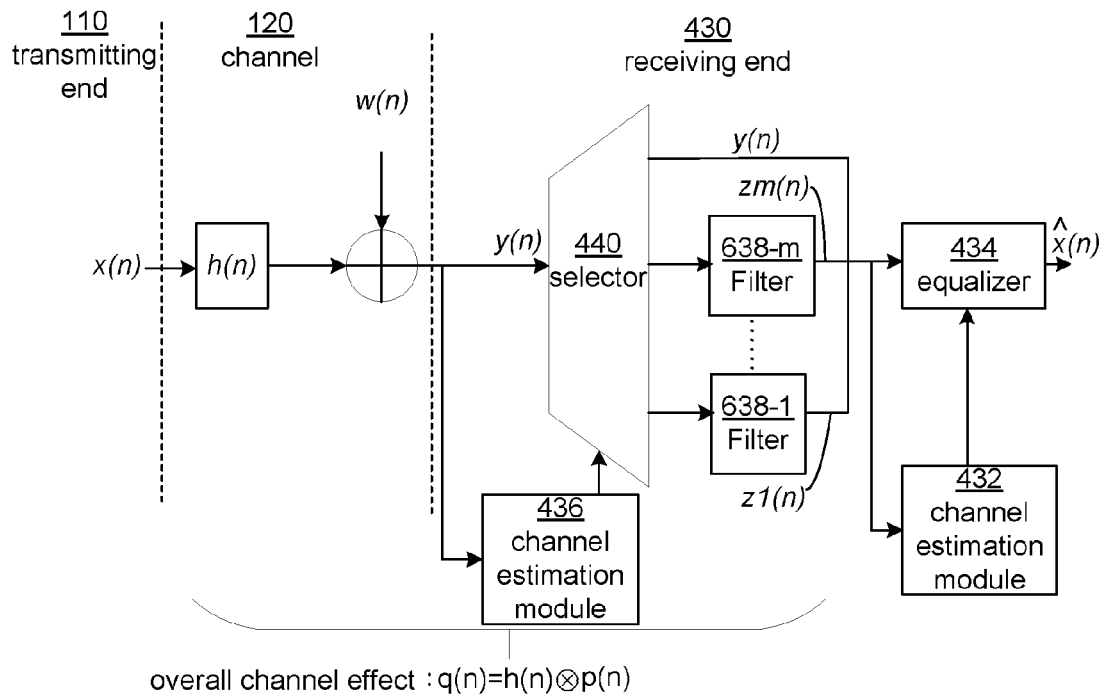 110
transmitting
end
120
channel
430
receiving end
w(n)
x(n)
h(n)
y(n)
440
selector
y(n)
zm(n)
638-m
Filter
638-1
Filter
z1(n)
434
equalizer
x̂(n)
436
channel
estimation
module
432
channel
estimation
module
overall channel effect : q(n)=h(n)⊗p(n)